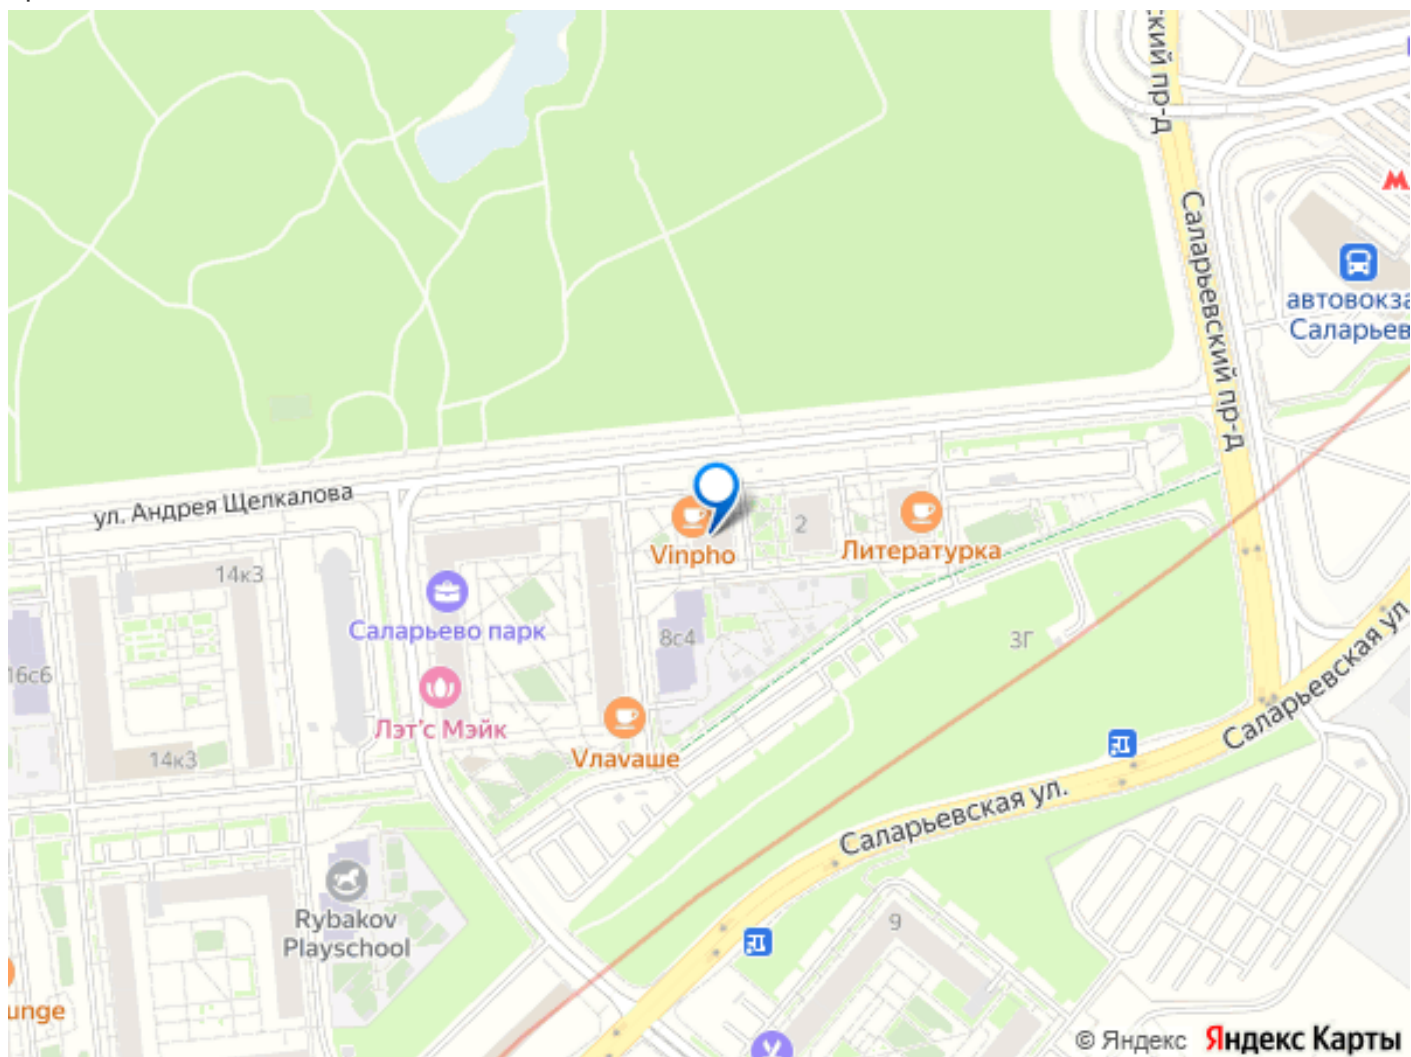 ский пр-д
Саларьевский пр-д
М
автовокза
Саларьев
ул. Андрея Щелкалова
Vinpho
2
Литературка
14к3
Саларьево парк
8с4
3Г
16с6
Лэт'с Мэйк
Vлаvаше
14к3
Саларьевская ул.
Саларьевская ул.
Rybakov
Playschool
9
unge
© Яндекс Яндекс Карты